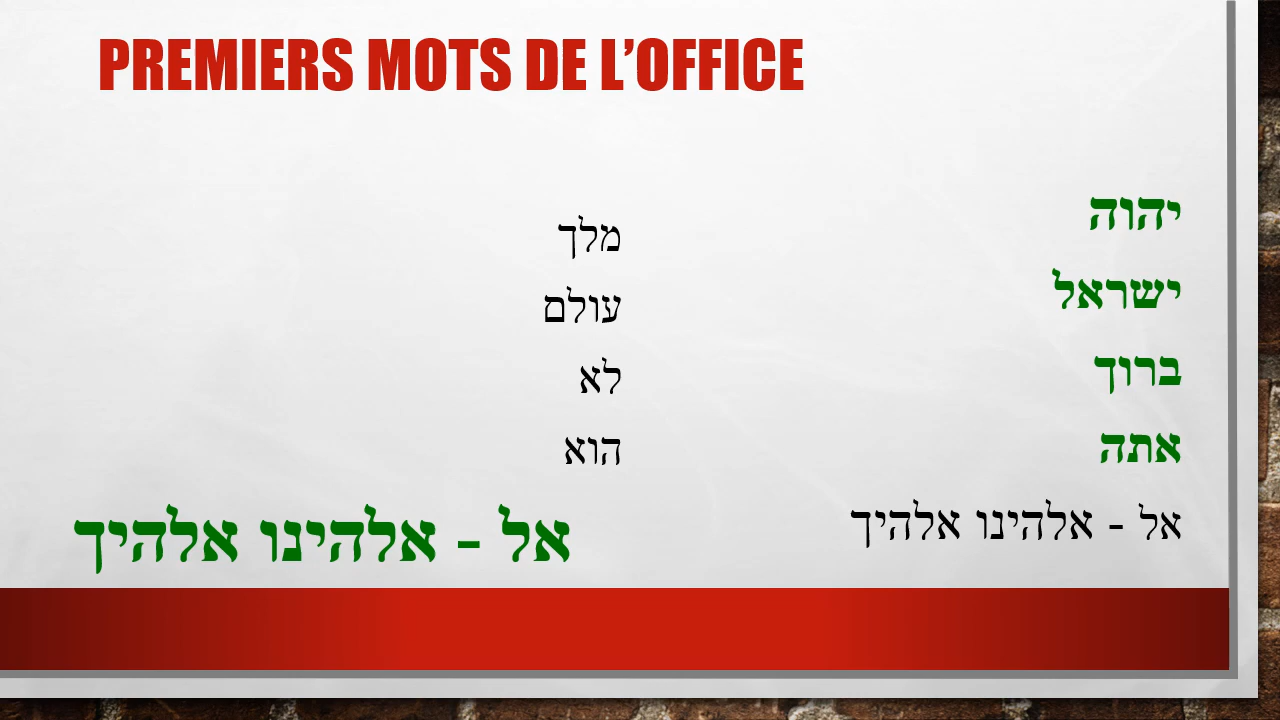 PREMIERS MOTS DE L’OFFICE
יהוה
ישראל
ברוך
אתה
אל - אלהינו אלהיך
מלך
עולם
לא
הוא
אל - אלהינו אלהיך